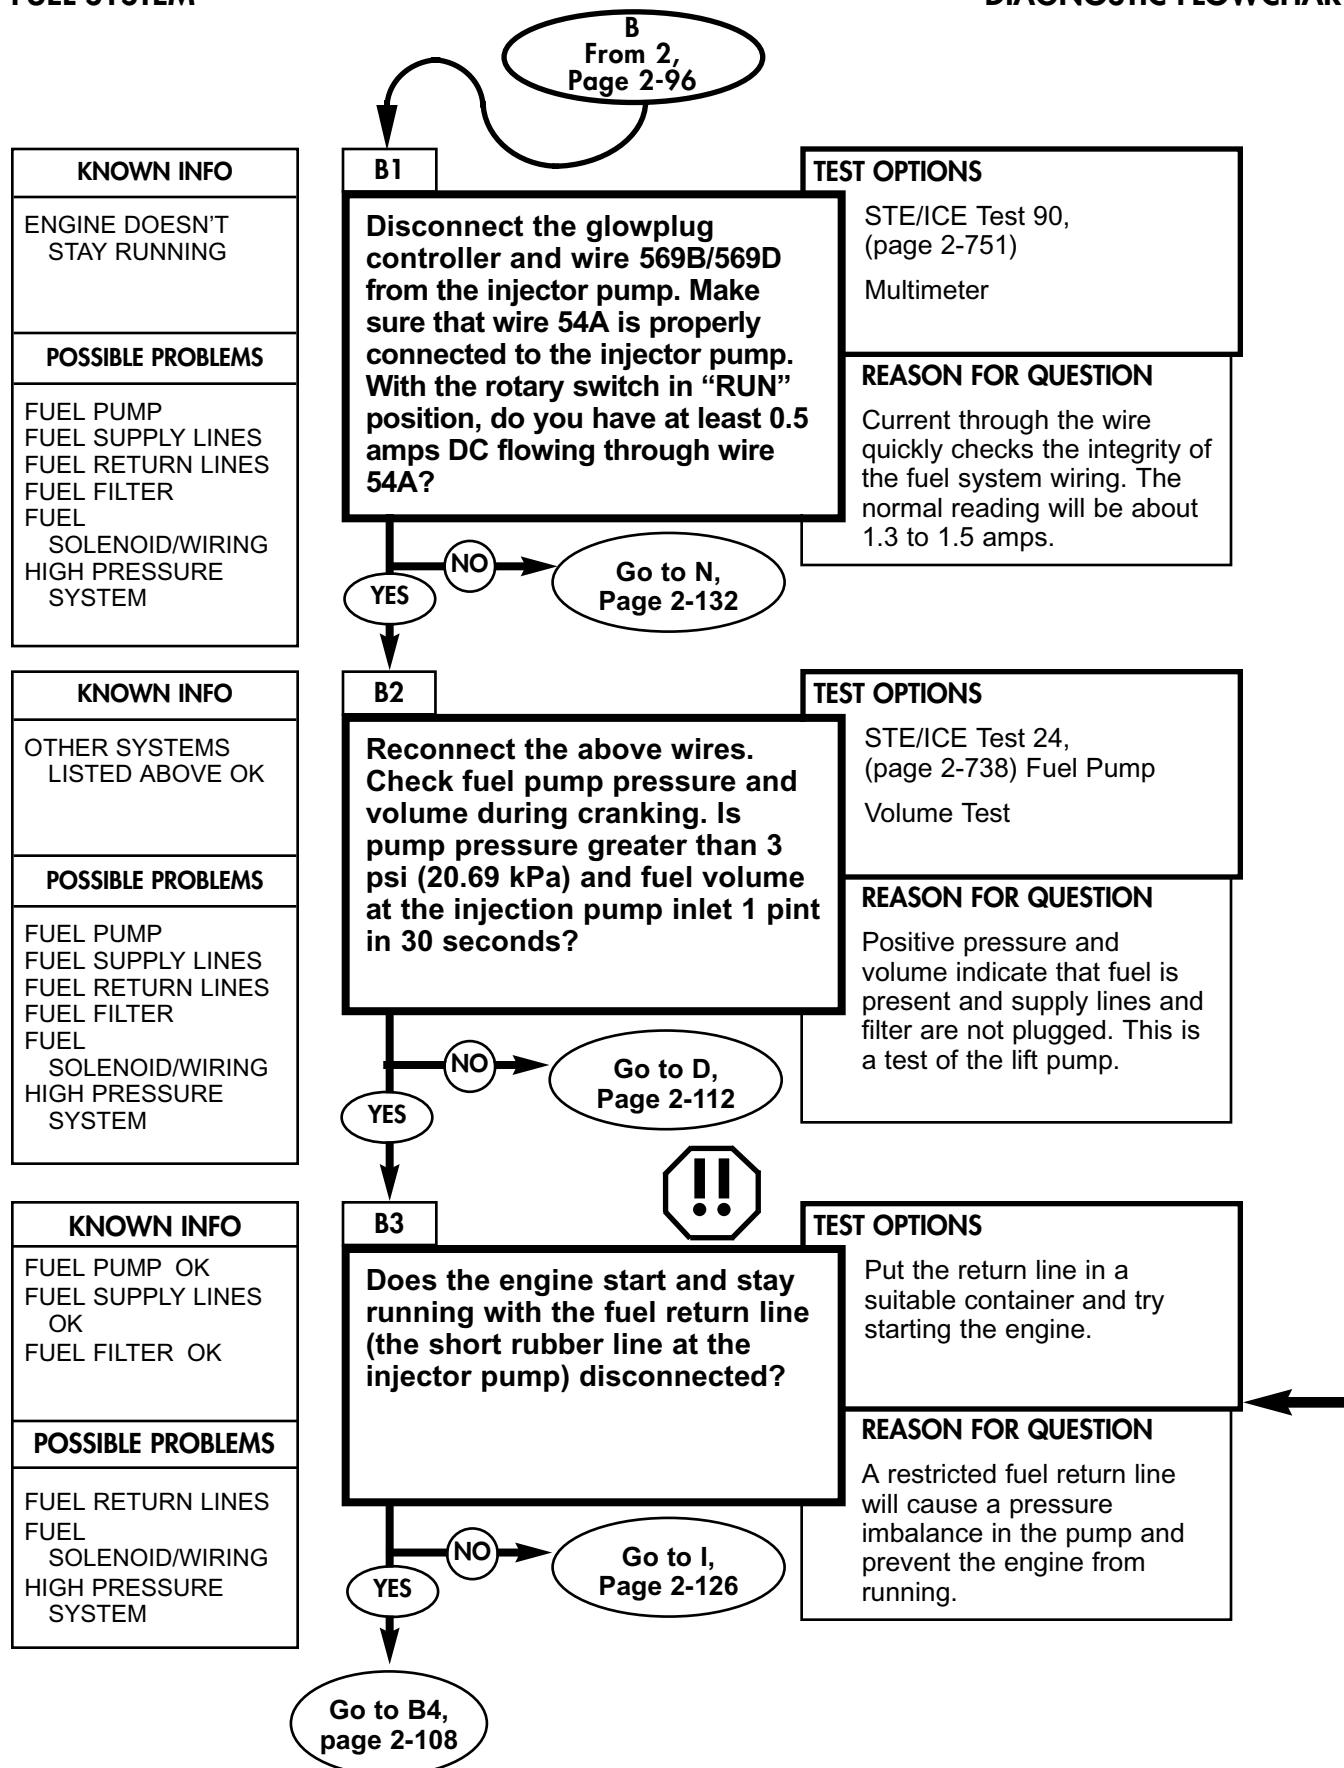 FUEL SYSTEM
B
From 2,
Page 2-96
KNOWN INFO
ENGINE DOESN'T
STAY RUNNING
POSSIBLE PROBLEMS
FUEL PUMP
FUEL SUPPLY LINES
FUEL RETURN LINES
FUEL FILTER
FUEL
SOLENOID/WIRING
HIGH PRESSURE
SYSTEM
B1
Disconnect the glowplug
controller and wire 569B/569D
from the injector pump. Make
sure that wire 54A is properly
connected to the injector pump.
With the rotary switch in “RUN”
position, do you have at least 0.5
amps DC flowing through wire
54A?
TEST OPTIONS
STE/ICE Test 90,
(page 2-751)
Multimeter
REASON FOR QUESTION
Current through the wire
quickly checks the integrity of
the fuel system wiring. The
normal reading will be about
1.3 to 1.5 amps.
NO
Go to N,
Page 2-132
YES
KNOWN INFO
OTHER SYSTEMS
LISTED ABOVE OK
POSSIBLE PROBLEMS
FUEL PUMP
FUEL SUPPLY LINES
FUEL RETURN LINES
FUEL FILTER
FUEL
SOLENOID/WIRING
HIGH PRESSURE
SYSTEM
B2
Reconnect the above wires.
Check fuel pump pressure and
volume during cranking. Is
pump pressure greater than 3
psi (20.69 kPa) and fuel volume
at the injection pump inlet 1 pint
in 30 seconds?
TEST OPTIONS
STE/ICE Test 24,
(page 2-738) Fuel Pump
Volume Test
REASON FOR QUESTION
Positive pressure and
volume indicate that fuel is
present and supply lines and
filter are not plugged. This is
a test of the lift pump.
NO
Go to D,
Page 2-112
YES
!!
KNOWN INFO
FUEL PUMP OK
FUEL SUPPLY LINES
OK
FUEL FILTER OK
POSSIBLE PROBLEMS
FUEL RETURN LINES
FUEL
SOLENOID/WIRING
HIGH PRESSURE
SYSTEM
B3
Does the engine start and stay
running with the fuel return line
(the short rubber line at the
injector pump) disconnected?
TEST OPTIONS
Put the return line in a
suitable container and try
starting the engine.
REASON FOR QUESTION
A restricted fuel return line
will cause a pressure
imbalance in the pump and
prevent the engine from
running.
NO
Go to I,
Page 2-126
YES
Go to B4,
page 2-108